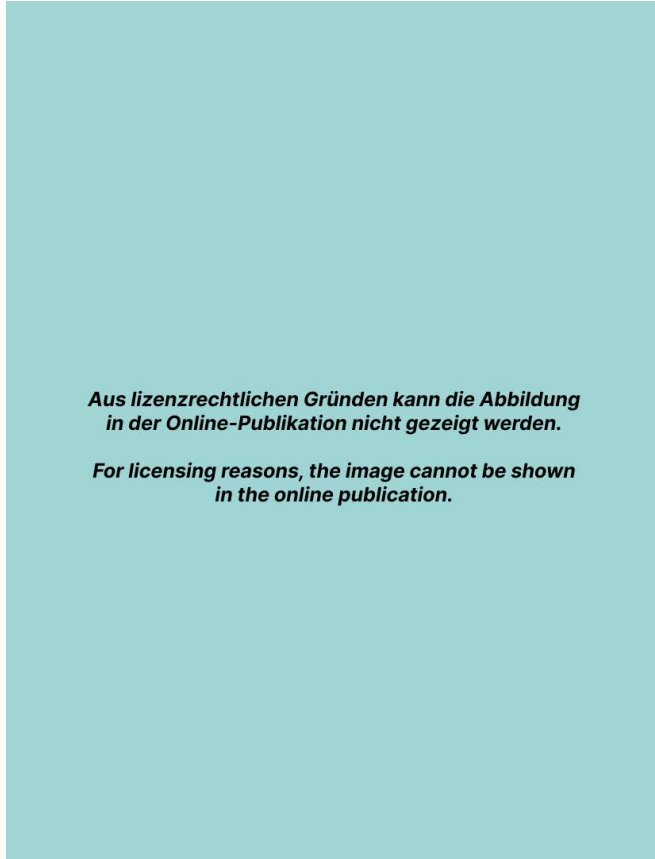 Aus lizenzrechtlichen Gründen kann die Abbildung
in der Online-Publikation nicht gezeigt werden.
For licensing reasons, the image cannot be shown
in the online publication.